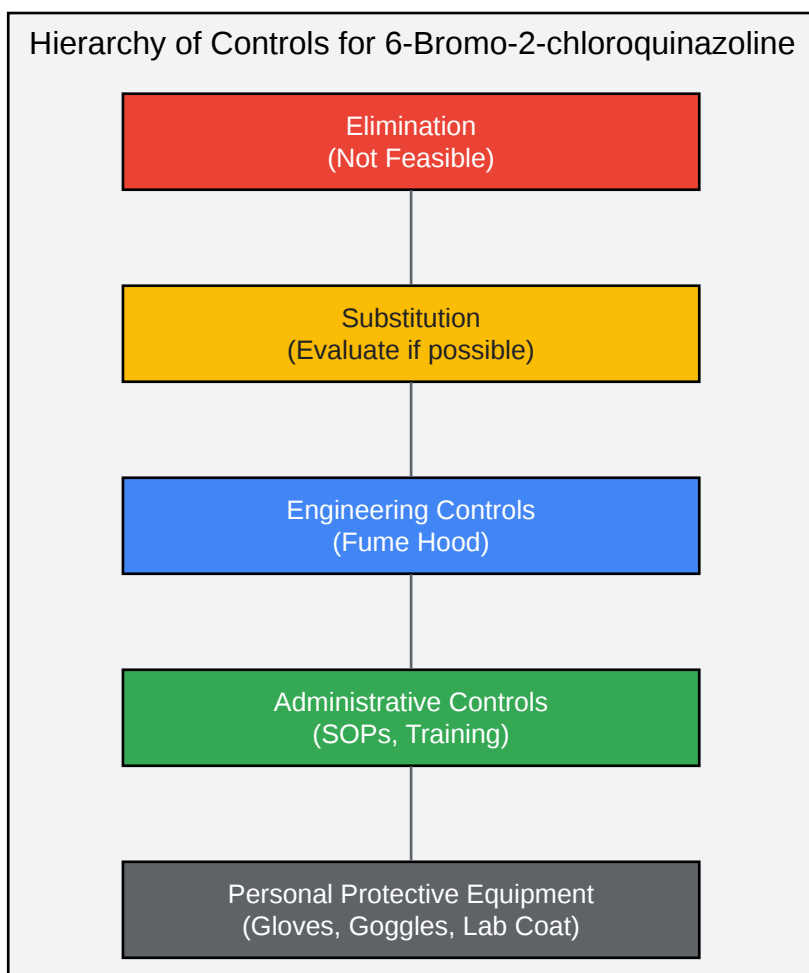 Hierarchy of Controls for 6-Bromo-2-chloroquinazoline
Elimination
(Not Feasible)
Substitution
(Evaluate if possible)
Engineering Controls
(Fume Hood)
Administrative Controls
(SOPs, Training)
Personal Protective Equipment
(Gloves, Goggles, Lab Coat)